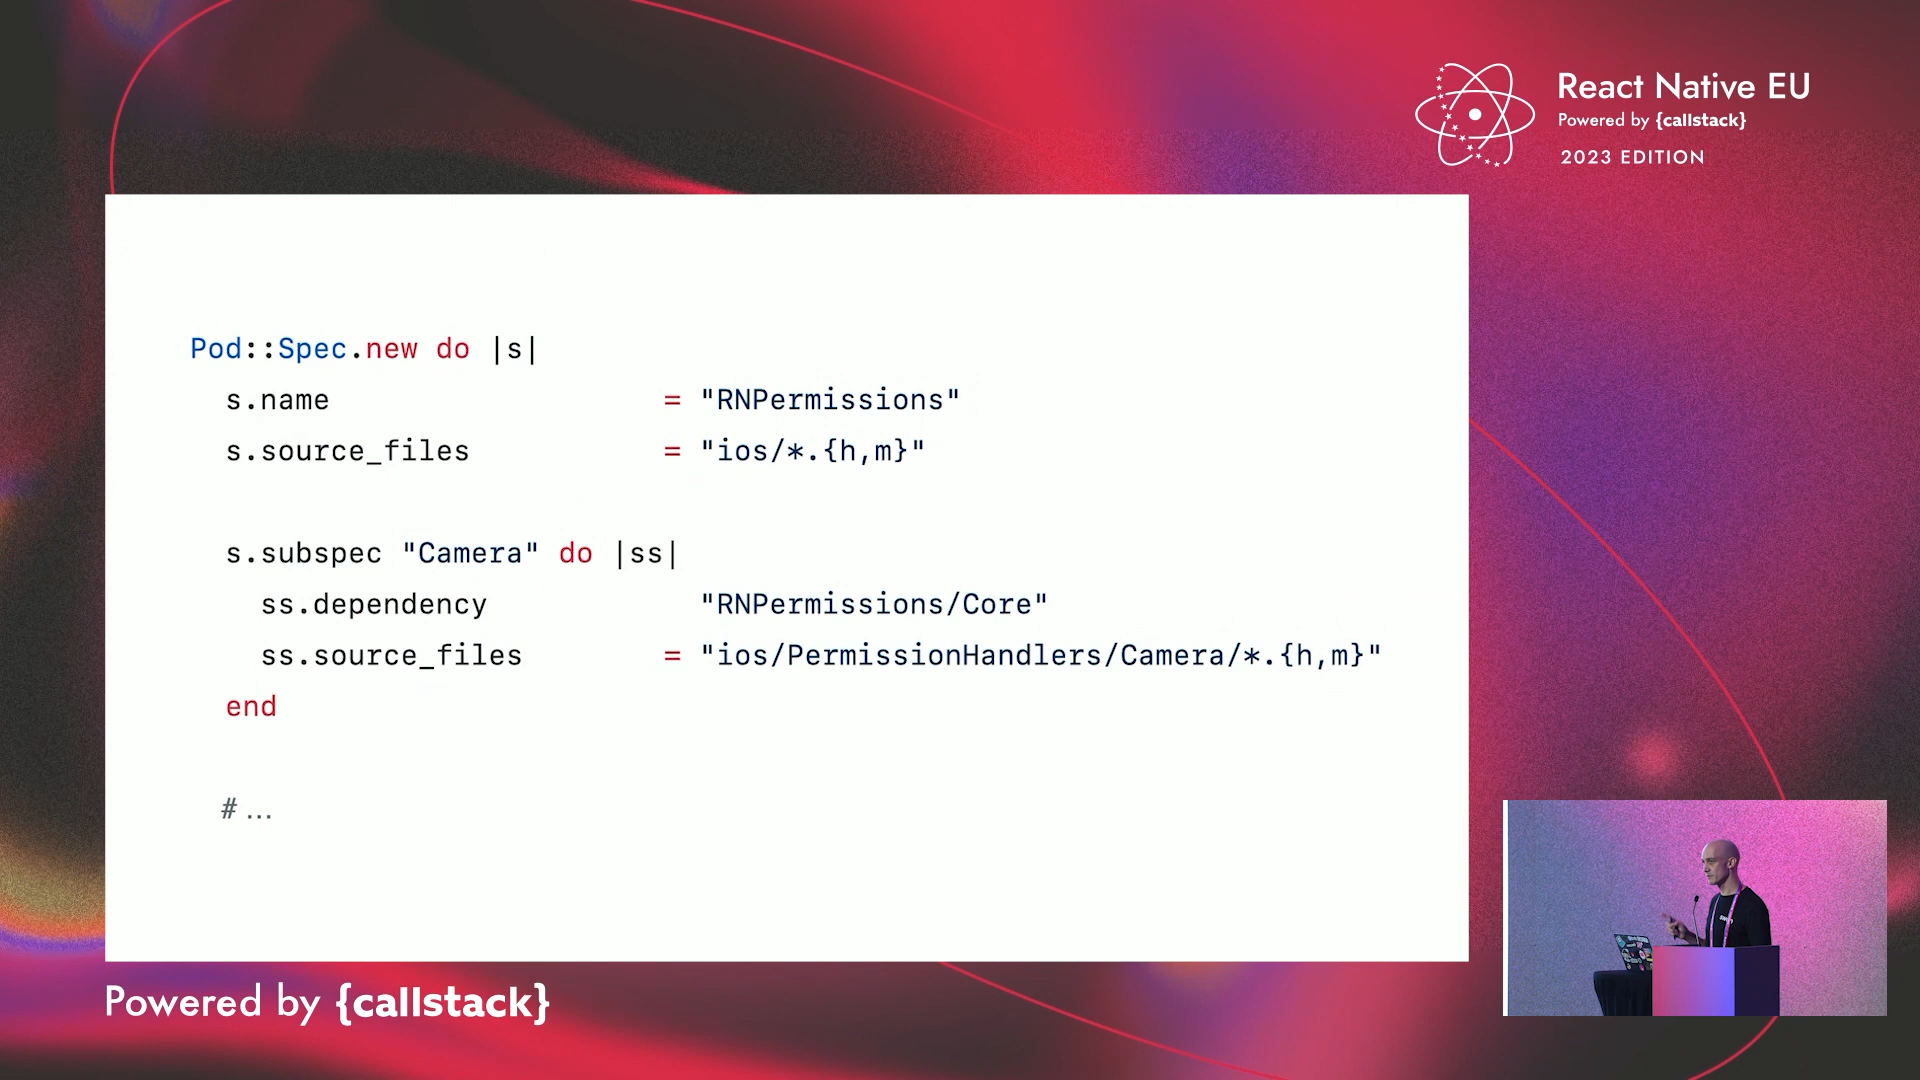 React Native EU
Powered by {callstack}
2023 EDITION
Pod::Spec.new do |s|
s.name = "RNPermissions"
s.source_files = "ios/*.{h,m}"
s.subspec "Camera" do |ss|
ss.dependency "RNPermissions/Core"
ss.source_files = "ios/PermissionHandlers/Camera/*.{h,m}"
end
# ...
Powered by {callstack}